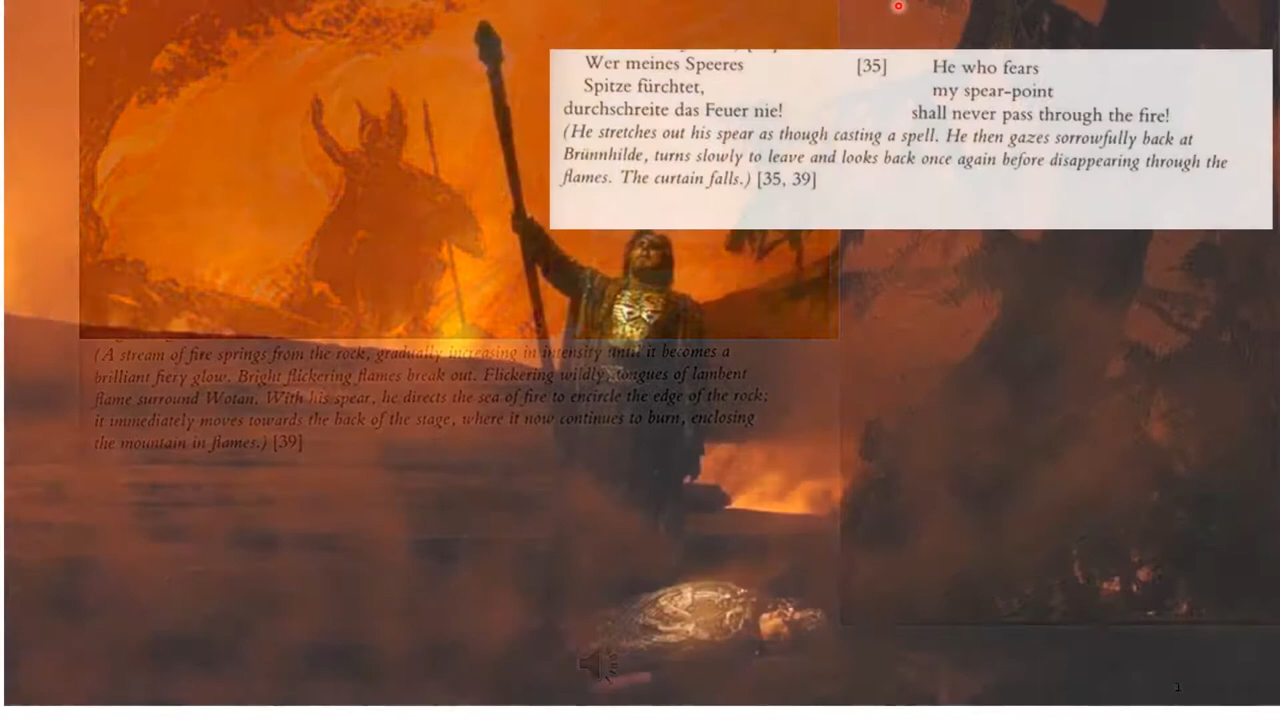 Wer meines Speeres [35] He who fears
Spitze fürchtet, my spear-point
durchschreite das Feuer nie! shall never pass through the fire!
(He stretches out his spear as though casting a spell. He then gazes sorrowfully back at
Brünnhilde, turns slowly to leave and looks back once again before disappearing through the
flames. The curtain falls.) [35, 39]
(A stream of fire springs from the rock, gradually increasing in intensity until it becomes a
brilliant fiery glow. Bright flickering flames break out. Flickering wildly, tongues of lambent
flame surround Wotan. With his spear, he directs the sea of fire to encircle the edge of the rock;
it immediately moves towards the back of the stage, where it now continues to burn, enclosing
the mountain in flames.) [39]
1